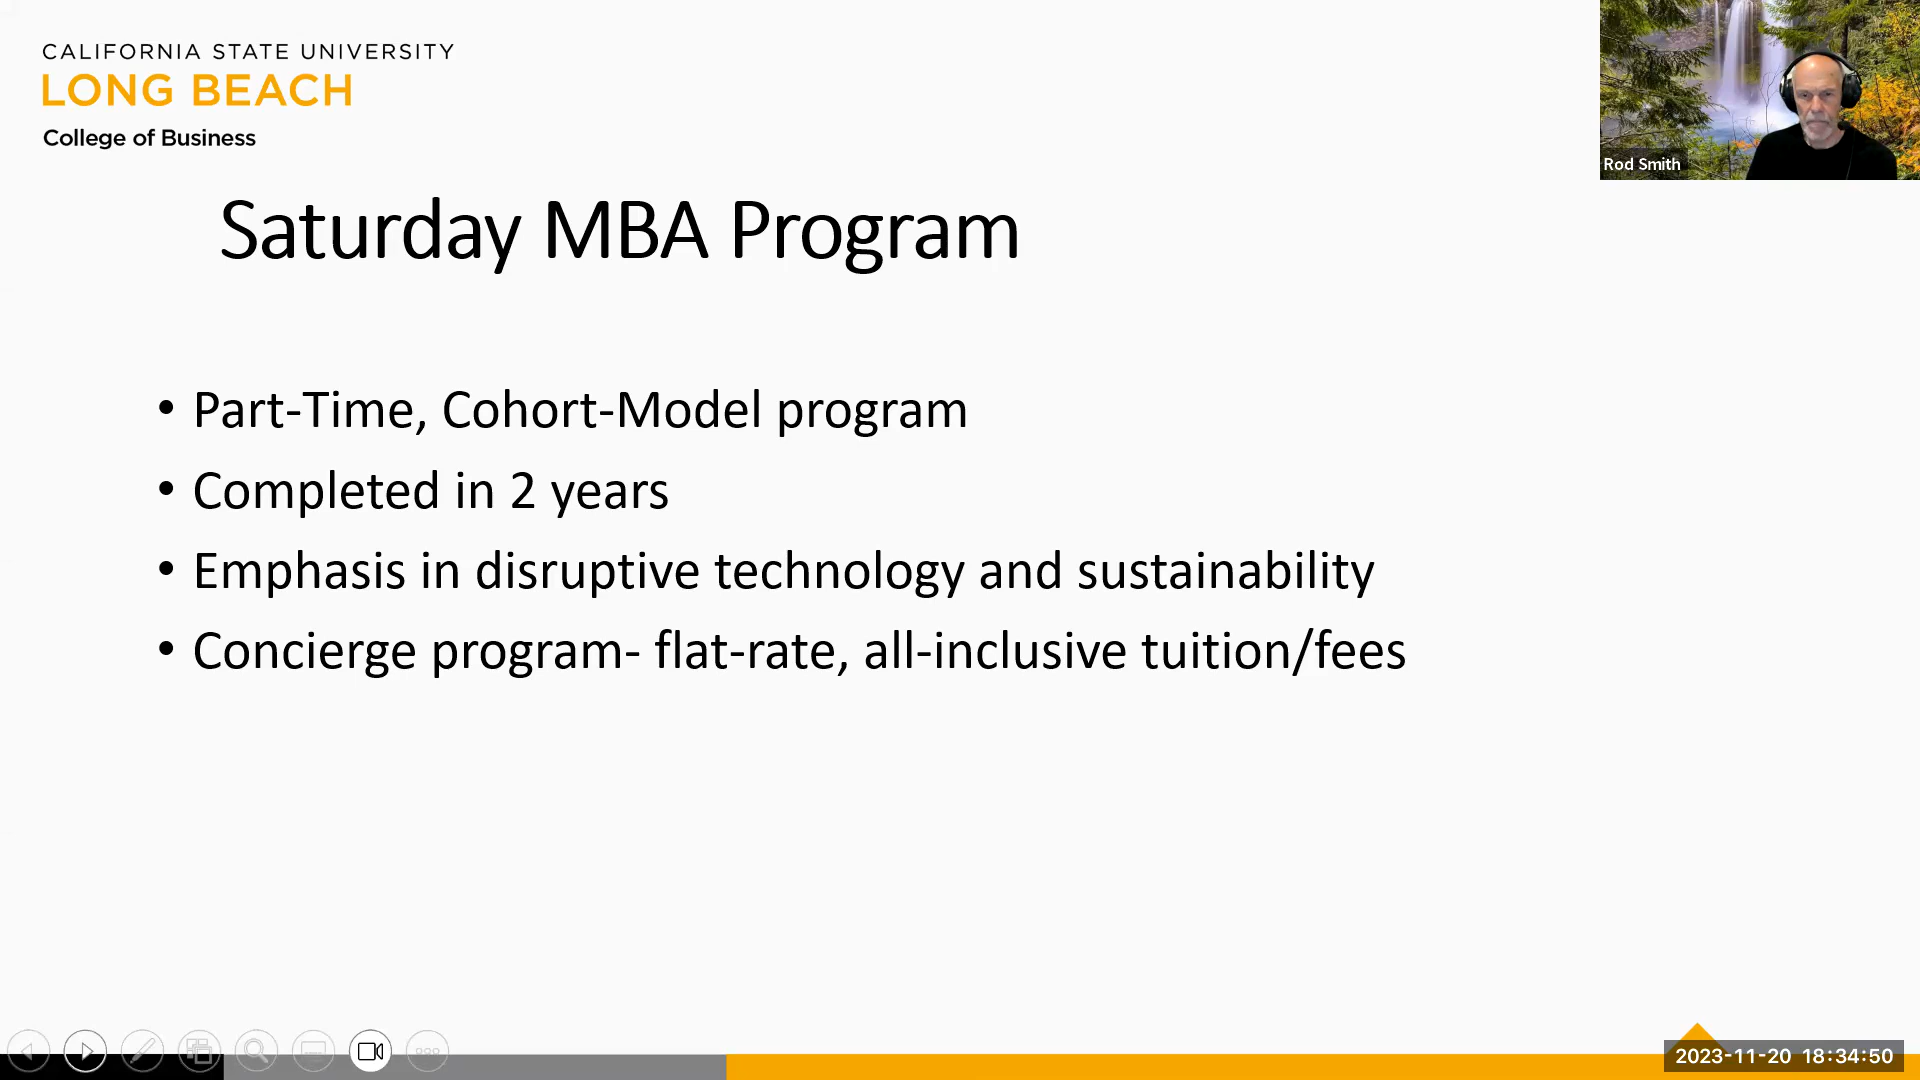 CALIFORNIA STATE UNIVERSITY
LONG BEACH
College of Business
Rod Smith
Saturday MBA Program
• Part-Time, Cohort-Model program
• Completed in 2 years
• Emphasis in disruptive technology and sustainability
• Concierge program- flat-rate, all-inclusive tuition/fees
2023-11-20 18:34:50